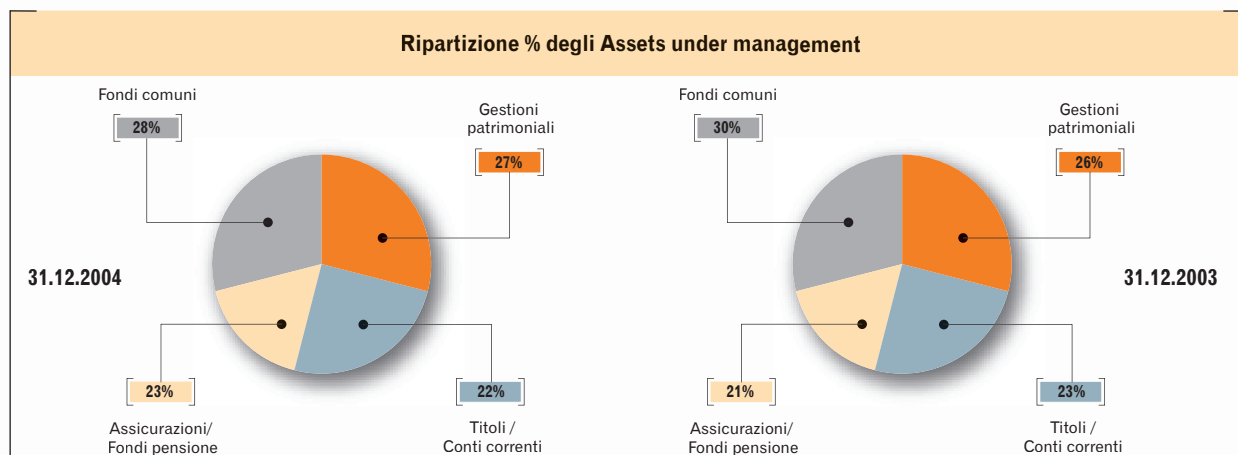 Ripartizione % degli Assets under management
31.12.2004
Fondi comuni
28%
Gestioni
patrimoniali
27%
23%
Assicurazioni/
Fondi pensione
22%
Titoli /
Conti correnti
Fondi comuni
30%
Gestioni
patrimoniali
26%
21%
Assicurazioni/
Fondi pensione
23%
Titoli /
Conti correnti
31.12.2003